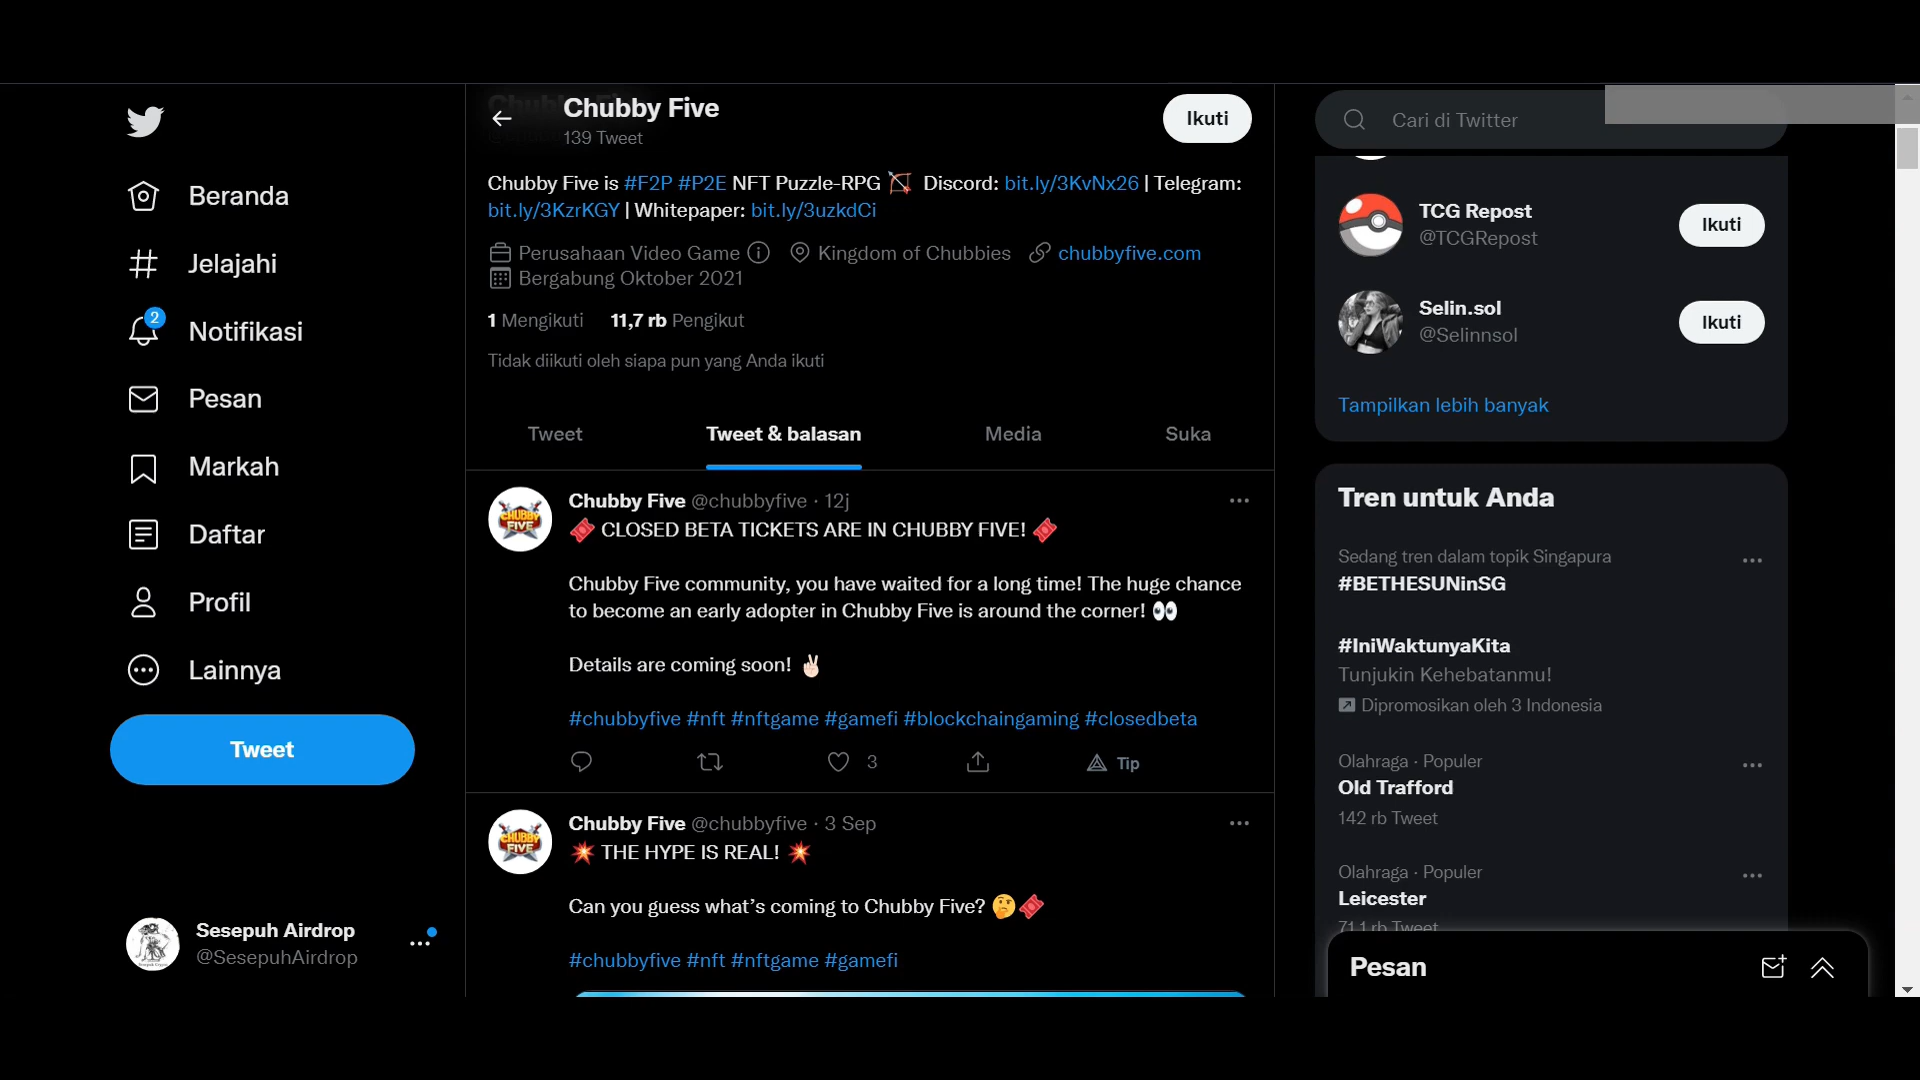 Beranda
Jelajahi
2
Notifikasi
Pesan
Markah
Daftar
Profil
Lainnya
Tweet
Sesepuh Airdrop
@SesepuhAirdrop
Chubby Five
139 Tweet
Ikuti
Chubby Five is #F2P #P2E NFT Puzzle-RPG 🏹 Discord: bit.ly/3KvNx26 | Telegram:
bit.ly/3KzrKGY | Whitepaper: bit.ly/3uzkdCi
Perusahaan Video Game Kingdom of Chubbies chubbyfive.com
Bergabung Oktober 2021
1 Mengikuti 11,7 rb Pengikut
Tidak diikuti oleh siapa pun yang Anda ikuti
Tweet Tweet & balasan Media Suka
CHUBBY
FIVE
Chubby Five @chubbyfive · 12j
🎟️ CLOSED BETA TICKETS ARE IN CHUBBY FIVE! 🎟️
Chubby Five community, you have waited for a long time! The huge chance
to become an early adopter in Chubby Five is around the corner! 👀
Details are coming soon! ✌🏻
#chubbyfive #nft #nftgame #gamefi #blockchaingaming #closedbeta
3 Tip
CHUBBY
FIVE
Chubby Five @chubbyfive · 3 Sep
💥 THE HYPE IS REAL! 💥
Can you guess what’s coming to Chubby Five? 🤔🎟️
#chubbyfive #nft #nftgame #gamefi
Cari di Twitter
TCG Repost
@TCGRepost
Ikuti
Selin.sol
@Selinnsol
Ikuti
Tampilkan lebih banyak
Tren untuk Anda
Sedang tren dalam topik Singapura
#BETHESUNinSG
#IniWaktunyaKita
Tunjukin Kehebatanmu!
Dipromosikan oleh 3 Indonesia
Olahraga · Populer
Old Trafford
142 rb Tweet
Olahraga · Populer
Leicester
71,1 rb Tweet
Pesan